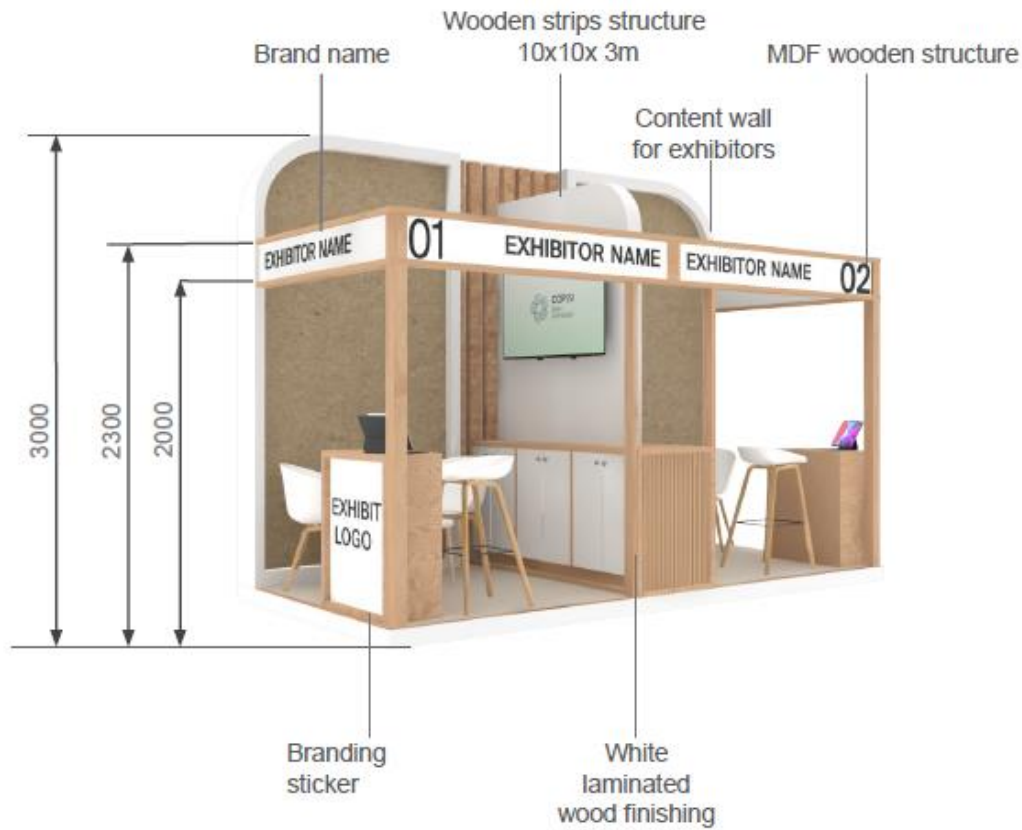 Wooden strips structure
10x10x 3m
Brand name
MDF wooden structure
Content wall
for exhibitors
EXHIBITOR NAME
01
EXHIBITOR NAME
EXHIBITOR NAME
02
3000
2300
2000
EXHIBIT
LOGO
Branding
sticker
White
laminated
wood finishing